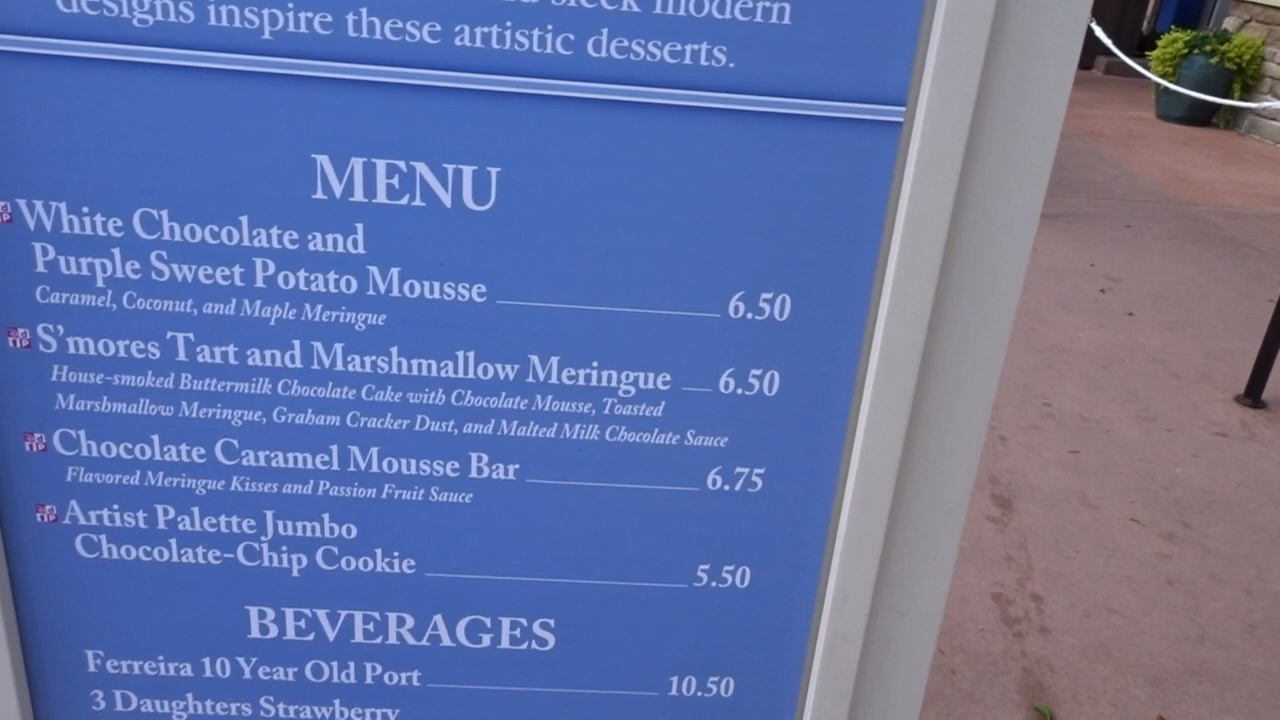 sleek modern
designs inspire these artistic desserts.
MENU
White Chocolate and
Purple Sweet Potato Mousse 6.50
Caramel, Coconut, and Maple Meringue
S'mores Tart and Marshmallow Meringue 6.50
House-smoked Buttermilk Chocolate Cake with Chocolate Mousse, Toasted
Marshmallow Meringue, Graham Cracker Dust, and Malted Milk Chocolate Sauce
Chocolate Caramel Mousse Bar 6.75
Flavored Meringue Kisses and Passion Fruit Sauce
Artist Palette Jumbo
Chocolate-Chip Cookie 5.50
BEVERAGES
Ferreira 10 Year Old Port 10.50
3 Daughters Strawberry